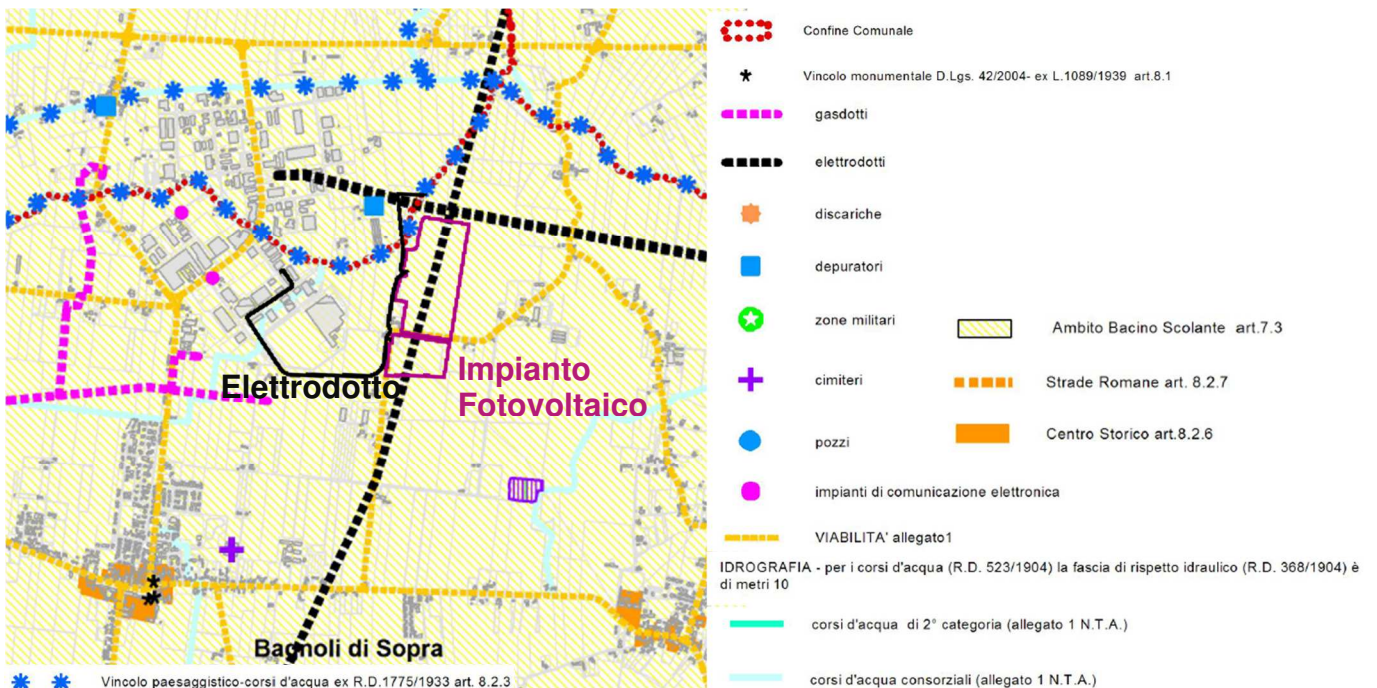 Elettrodotto
Impianto
Fotovoltaico
Bagnoli di Sopra
Vincolo paesaggistico-corsi d'acqua ex R.D.1775/1933 art. 8.2.3
Confine Comunale
Vincolo monumentale D.Lgs. 42/2004- ex L.1089/1939 art.8.1
gasdotti
elettrodotti
discariche
depuratori
zone militari
cimiteri
pozzi
impianti di comunicazione elettronica
VIABILITA' allegato1
Ambito Bacino Scolante art.7.3
Strade Romane art. 8.2.7
Centro Storico art.8.2.6
IDROGRAFIA - per i corsi d'acqua (R.D. 523/1904) la fascia di rispetto idraulico (R.D. 368/1904) è
di metri 10
corsi d'acqua di 2° categoria (allegato 1 N.T.A.)
corsi d'acqua consorziali (allegato 1 N.T.A.)